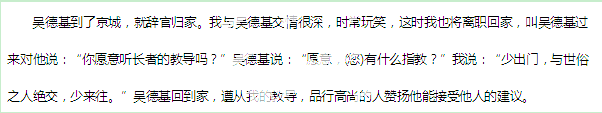 吴德基到了京城，就辞官归家。我与吴德基交情很深，时常玩笑，这时我也将离职回家，叫吴德基过
来对他说：“你愿意听长者的教导吗？”吴德基说：“愿意，(您)有什么指教？”我说：“少出门，与世俗
之人绝交，少来往。”吴德基回到家，遵从我的教导，品行高尚的人赞扬他能接受他人的建议。